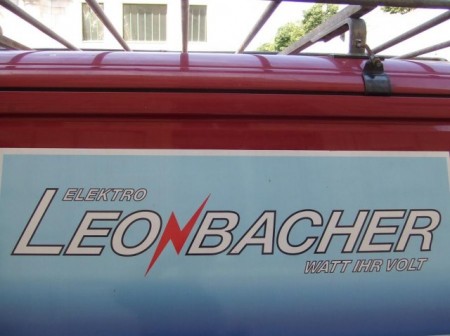 ELEKTRO
LEONBACHER
WATT IHR VOLT